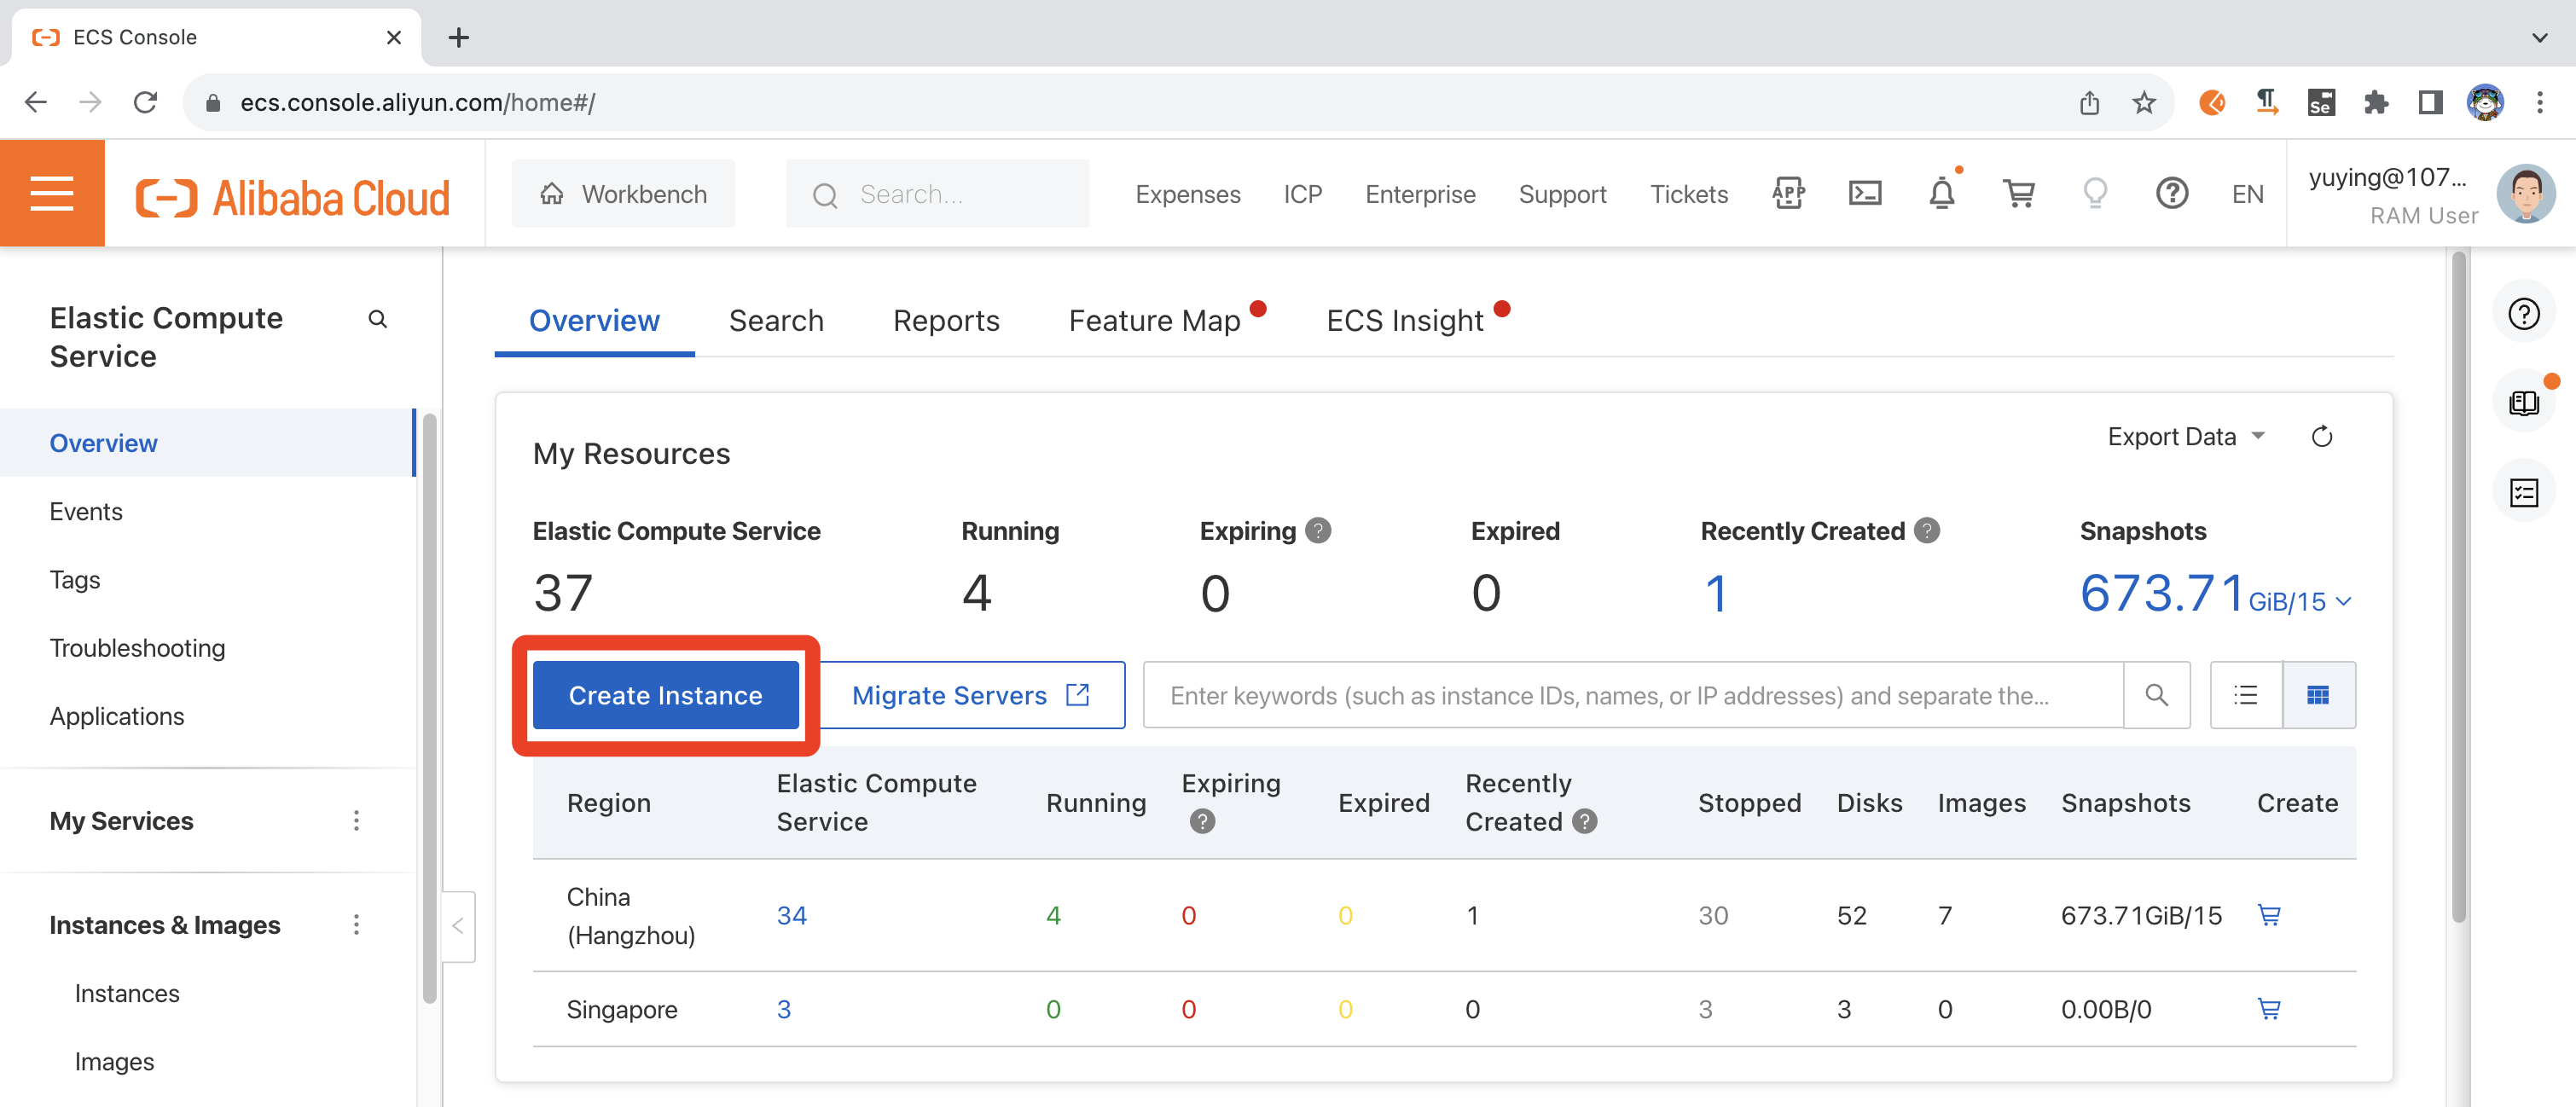 ECS Console
ecs.console.aliyun.com/home#/
Se
Alibaba Cloud
Workbench
Search...
Expenses
ICP
Enterprise
Support
Tickets
APP
EN
yuying@107...
RAM User
Elastic Compute
Service
Overview
Events
Tags
Troubleshooting
Applications
My Services
Instances & Images
Instances
Images
Overview
Search
Reports
Feature Map
ECS Insight
My Resources
Export Data
Elastic Compute Service
Running
Expiring
Expired
Recently Created
Snapshots
37
4
0
0
1
673.71 GiB/15
Create Instance
Migrate Servers
Enter keywords (such as instance IDs, names, or IP addresses) and separate the...
Region
Elastic Compute
Service
Running
Expiring
Expired
Recently
Created
Stopped
Disks
Images
Snapshots
Create
China
(Hangzhou)
34
4
0
0
1
30
52
7
673.71GiB/15
Singapore
3
0
0
0
0
3
3
0
0.00B/0